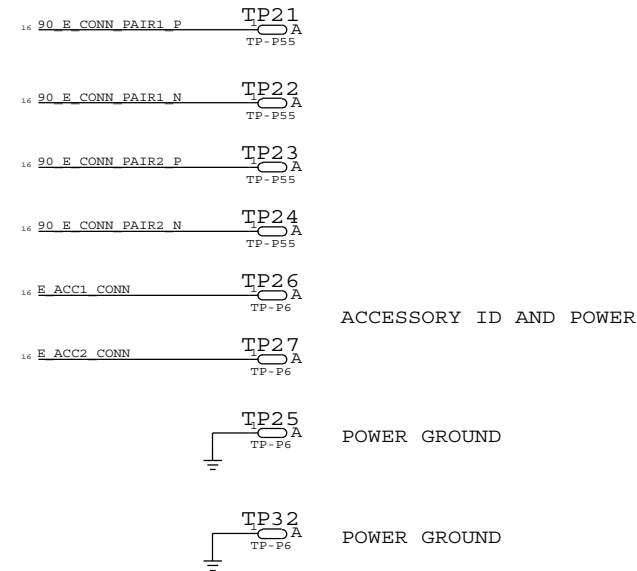 TP21
16 90_E_CONN_PAIR1_P 1 A
TP-P55
TP22
16 90_E_CONN_PAIR1_N 1 A
TP-P55
TP23
16 90_E_CONN_PAIR2_P 1 A
TP-P55
TP24
16 90_E_CONN_PAIR2_N 1 A
TP-P55
TP26
16 E_ACC1_CONN 1 A
TP-P6
ACCESSORY ID AND POWER
TP27
16 E_ACC2_CONN 1 A
TP-P6
TP25
1 A POWER GROUND
TP-P6
TP32
1 A POWER GROUND
TP-P6